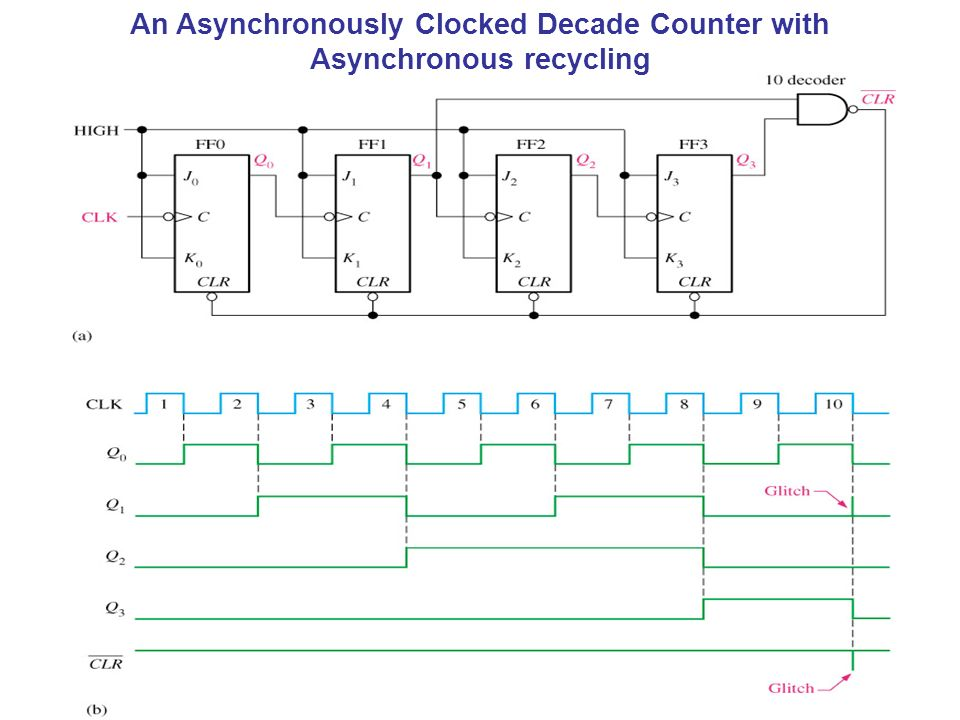 An Asynchronously Clocked Decade Counter with
Asynchronous recycling
10 decoder
CLR
HIGH
FF0 FF1 FF2 FF3
Q0 Q1 Q2 Q3
J0 J1 J2 J3
CLK C C C C
K0 K1 K2 K3
CLR CLR CLR CLR
(a)
CLK 1 2 3 4 5 6 7 8 9 10
Q0
Glitch
Q1
Q2
Q3
CLR
Glitch
(b)